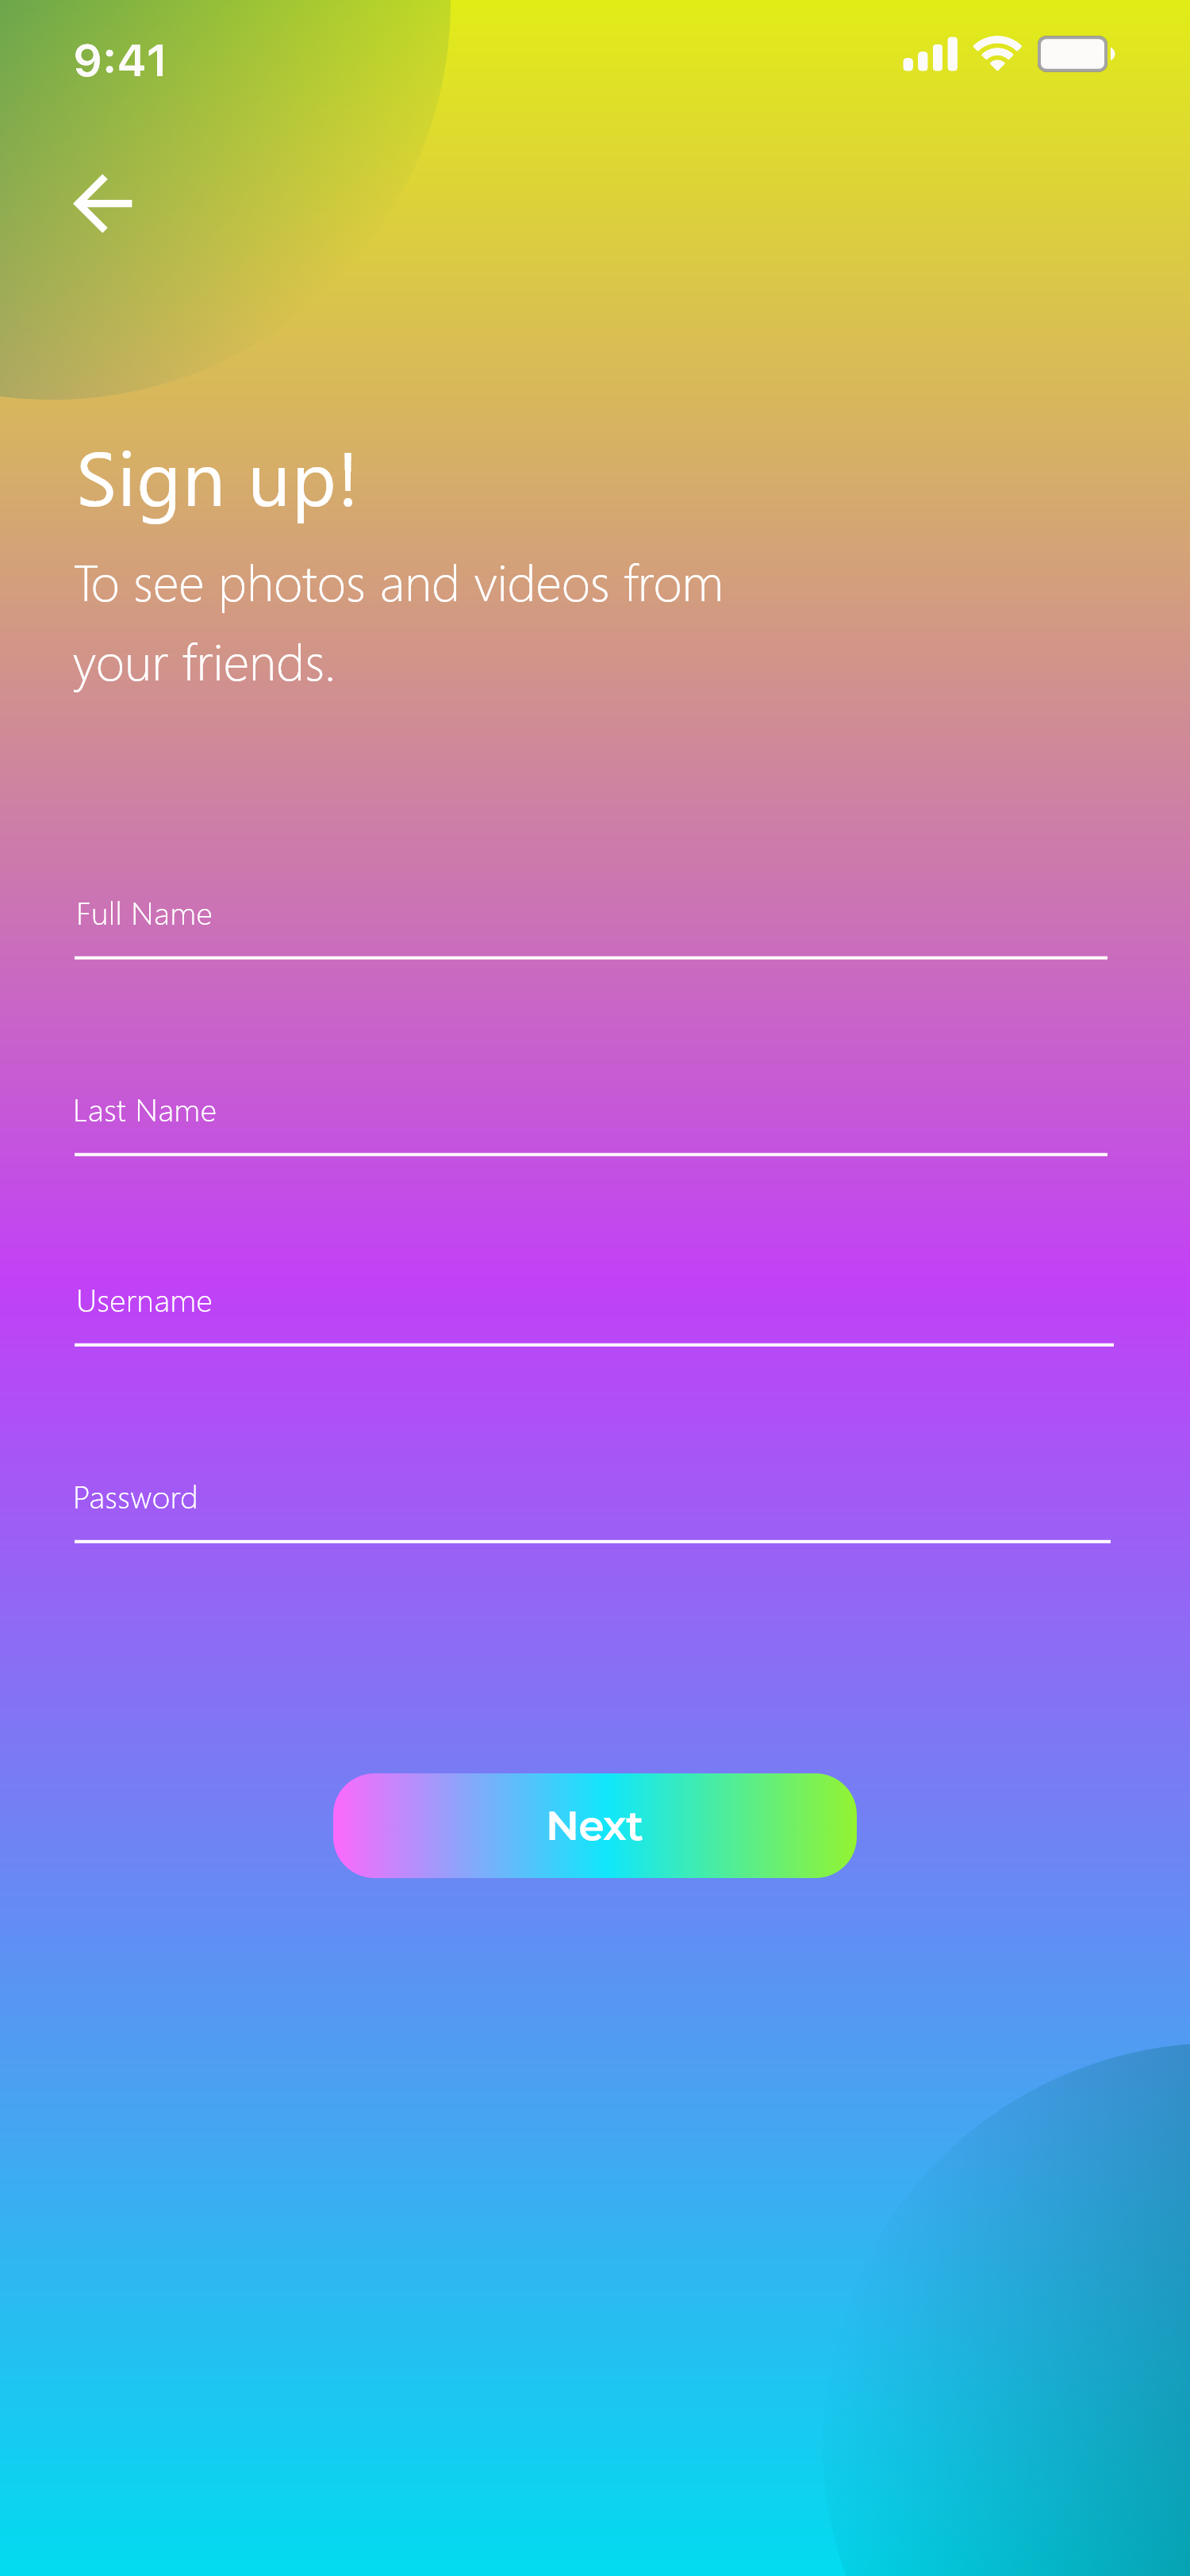 9:41
Sign up!
To see photos and videos from
your friends.
Full Name
Last Name
Username
Password
Next